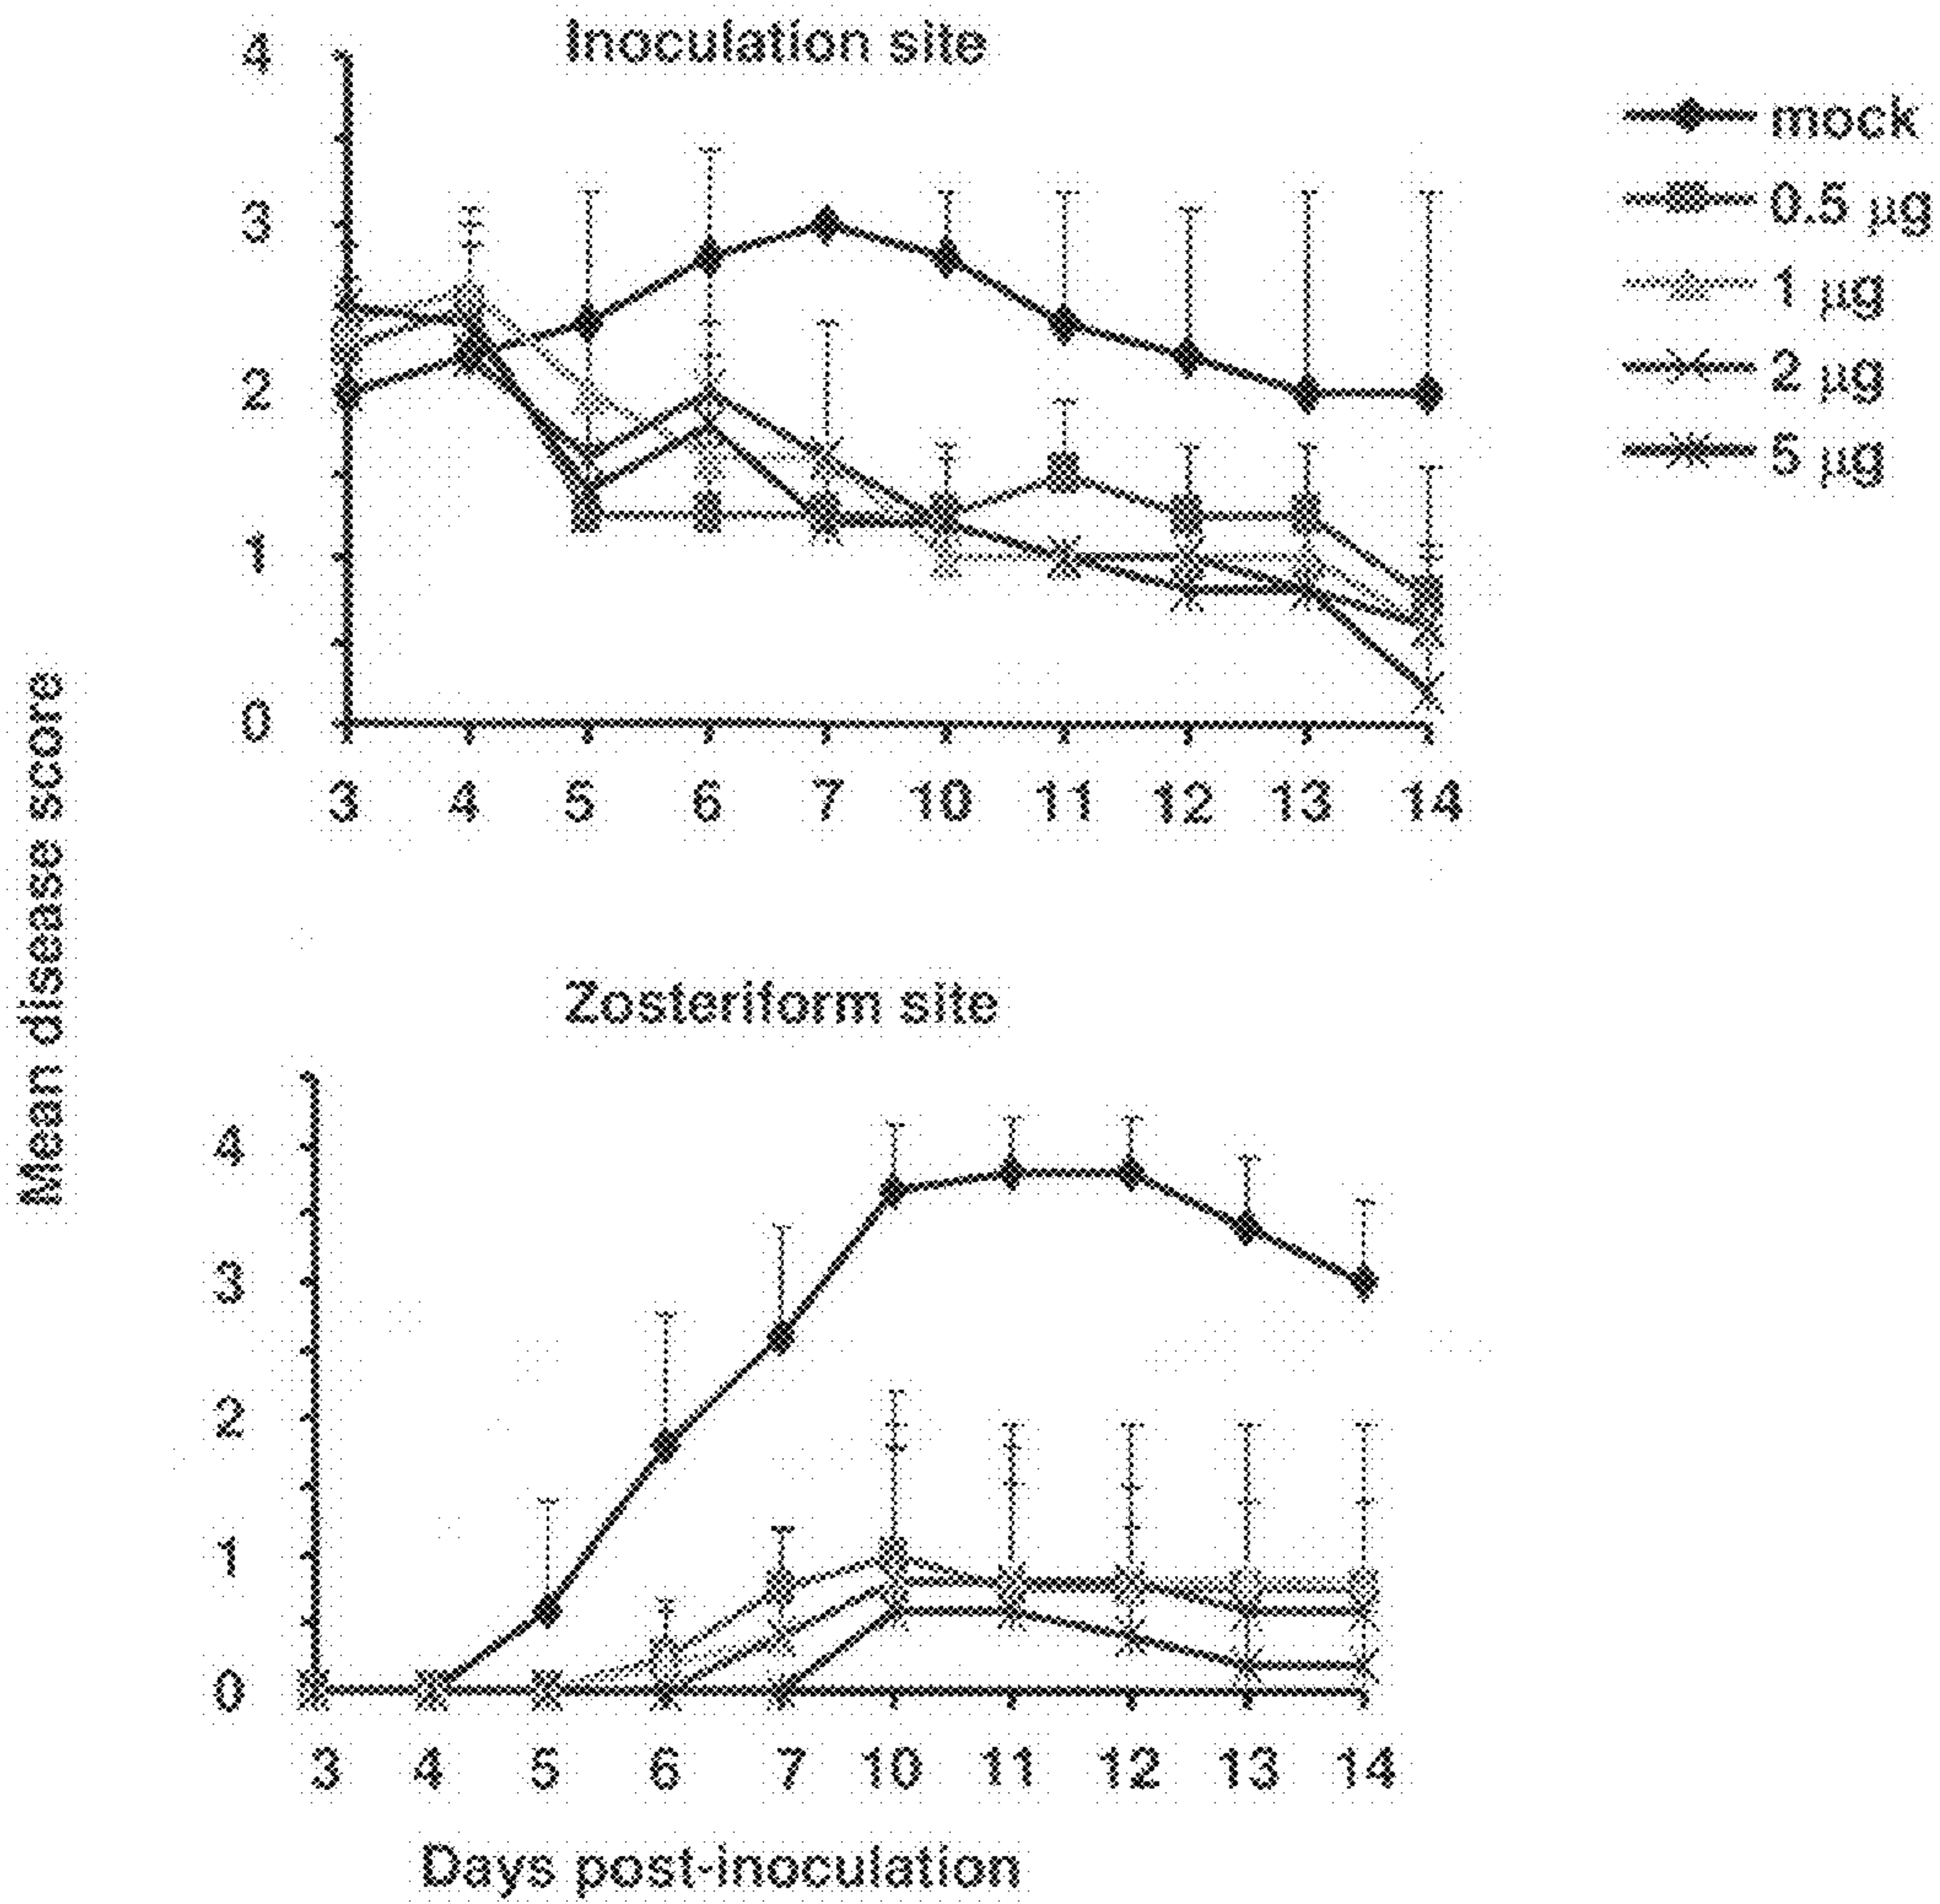 Inoculation site
4
3
2
1
0
3 4 5 6 7 10 11 12 13 14
mock
0.5 µg
1 µg
2 µg
5 µg
Mean disease score
Zosteriform site
4
3
2
1
0
3 4 5 6 7 10 11 12 13 14
Days post-inoculation